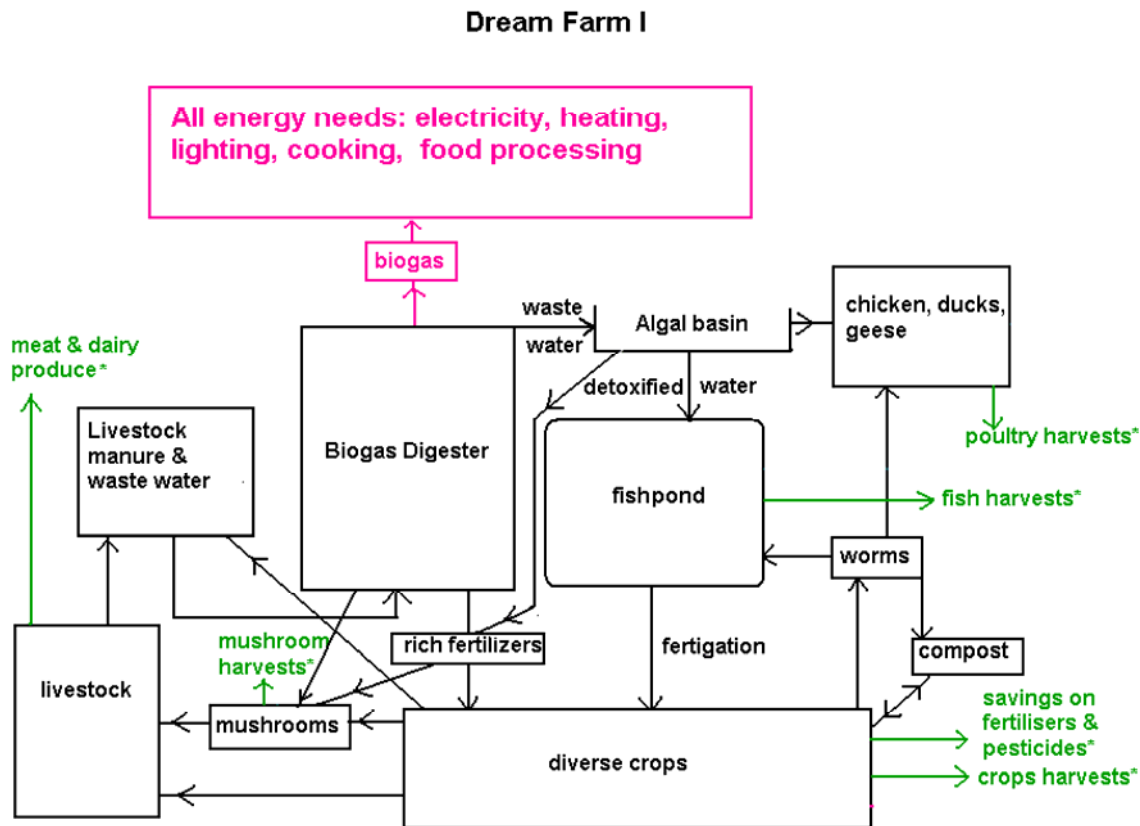 Dream Farm I
All energy needs: electricity, heating,
lighting, cooking, food processing
biogas
waste
water
Algal basin
chicken, ducks,
geese
meat & dairy
produce*
detoxified
water
Livestock
manure &
waste water
Biogas Digester
fishpond
poultry harvests*
fish harvests*
worms
mushroom
harvests*
rich fertilizers
fertigation
compost
livestock
mushrooms
diverse crops
savings on
fertilisers &
pesticides*
crops harvests*